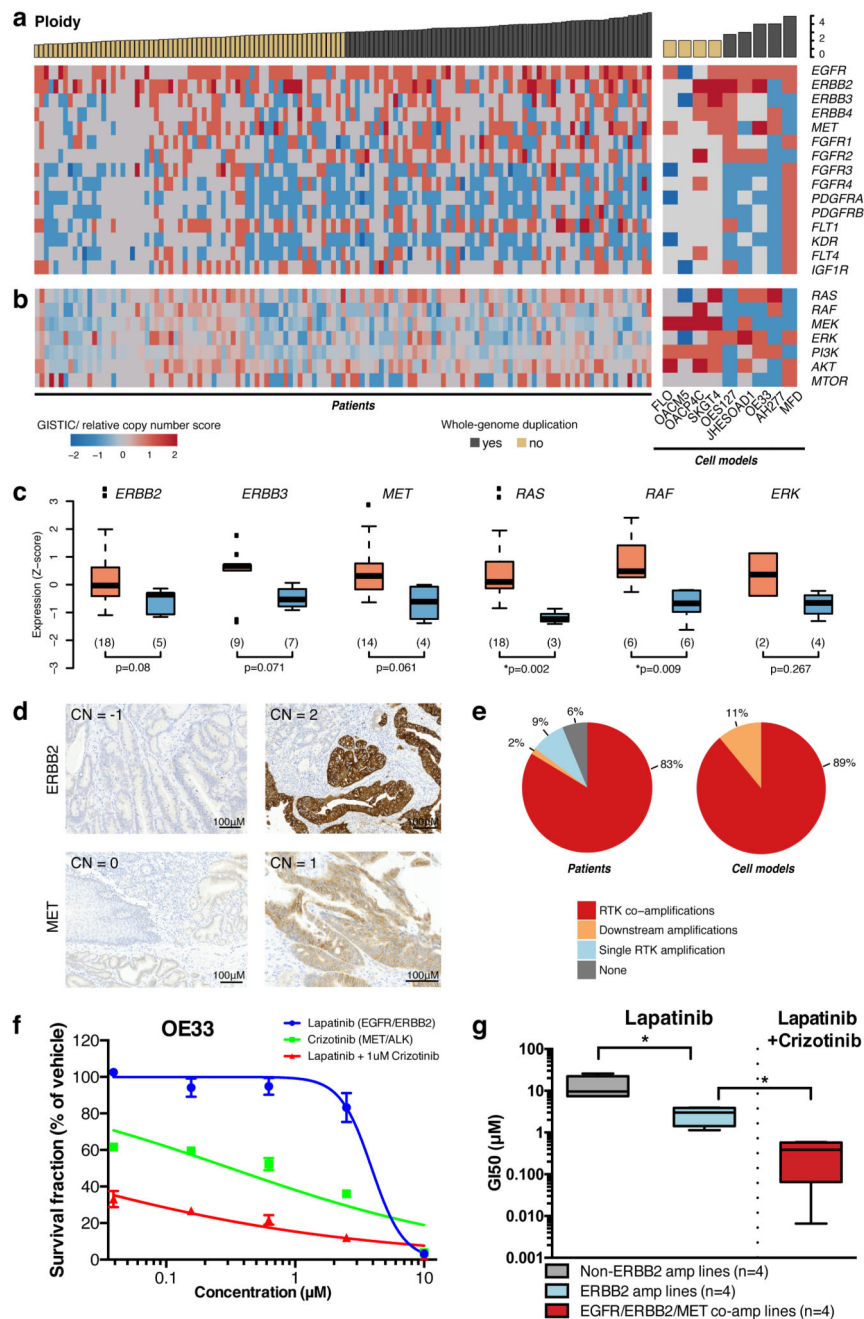 a
Ploidy
4
2
0
EGFR
ERBB2
ERBB3
ERBB4
MET
FGFR1
FGFR2
FGFR3
FGFR4
PDGFRA
PDGFRB
FLT1
KDR
FLT4
IGF1R
b
RAS
RAF
MEK
ERK
PI3K
AKT
MTOR
Patients
FLO
OACM5
OACP4C
SKGT4
OES127
JHESOAD1
OE33
AH277
MFD
Cell models
GISTIC/ relative copy number score
−2 −1 0 1 2
Whole-genome duplication
yes no
c
ERBB2 ERBB3 MET RAS RAF ERK
Expression (Z−score)
3
2
1
0
−1
−2
−3
(18) (5) (9) (7) (14) (4) (18) (3) (6) (6) (2) (4)
p=0.08 p=0.071 p=0.061 *p=0.002 *p=0.009 p=0.267
d
ERBB2
CN = -1
100µM
CN = 2
100µM
MET
CN = 0
100µM
CN = 1
100µM
e
2%
9%
6%
83%
Patients
11%
89%
Cell models
RTK co−amplifications
Downstream amplifications
Single RTK amplification
None
f
OE33
Lapatinib (EGFR/ERBB2)
Crizotinib (MET/ALK)
Lapatinib + 1uM Crizotinib
Survival fraction (% of vehicle)
120
100
80
60
40
20
0
0.1 1 10
Concentration (µM)
g
Lapatinib
Lapatinib
+Crizotinib
* *
GI50 (µM)
100
10
1
0.100
0.010
0.001
Non-ERBB2 amp lines (n=4)
ERBB2 amp lines (n=4)
EGFR/ERBB2/MET co-amp lines (n=4)